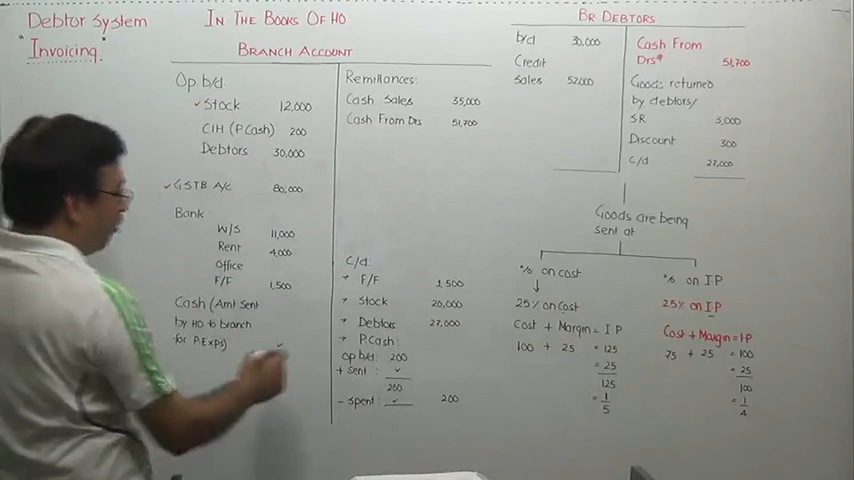 Debtor System
"Invoicing"
In The Books Of HO
Branch Account
Op. b/d.
✓ Stock 12,000
CIH (P.Cash) 200
Debtors 30,000
✓ GSTB A/c 80,000
Bank
W/S 11,000
Rent 4,000
Office
F/F 1,500
Cash (Amt Sent
by HO to branch
for P.Exps) ✓
Remittances:
Cash Sales 35,000
Cash From Drs 51,700
C/d:
F/F 1,500
Stock 20,000
Debtors 27,000
P.Cash:
Op b/d: 200
+ Sent: ✓
200
- Spent: ✓ 200
Br Debtors
b/d 30,000
Credit
Sales 52,000
Cash From
Drs# 51,700
Goods returned
by debtors/
SR 3,000
Discount 300
C/d 27,000
Goods are being
sent at
% on cost
25% on Cost
Cost + Margin = I.P
100 + 25 = 125
= 25
125
= 1
5
% on I.P
25% on I.P
Cost + Margin = I.P
75 + 25 = 100
= 25
100
= 1
4